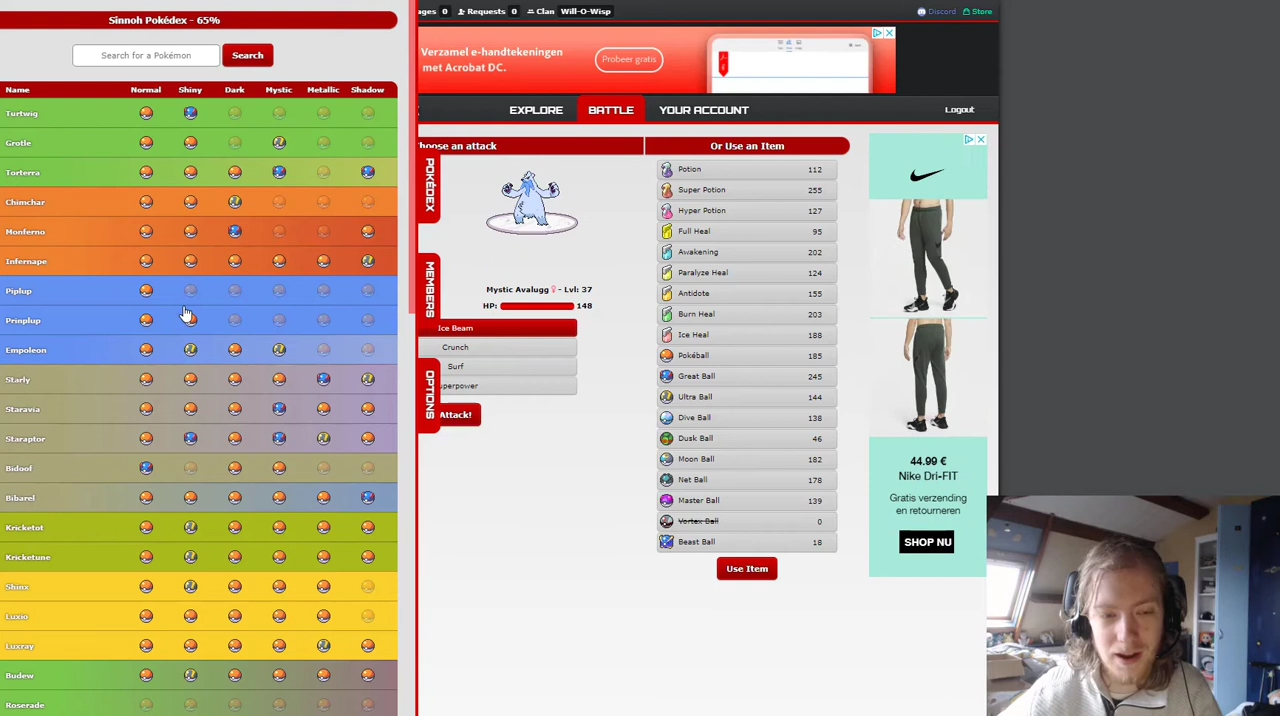 Sinnoh Pokédex - 65%
Search for a Pokémon
Search
Name Normal Shiny Dark Mystic Metallic Shadow
Turtwig
Grotle
Torterra
Chimchar
Monferno
Infernape
Piplup
Prinplup
Empoleon
Starly
Staravia
Staraptor
Bidoof
Bibarel
Kricketot
Kricketune
Shinx
Luxio
Luxray
Budew
Roserade
ages 0 Requests 0 Clan Will-O-Wisp
Discord Store
Verzamel e-handtekeningen
met Acrobat DC.
Probeer gratis
EXPLORE BATTLE YOUR ACCOUNT Logout
hoose an attack
POKÉDEX
MEMBERS
OPTIONS
Mystic Avalugg ♀ - Lvl: 37
HP: 148
Ice Beam
Crunch
Surf
uperpower
Attack!
Or Use an Item
Potion 112
Super Potion 255
Hyper Potion 127
Full Heal 95
Awakening 202
Paralyze Heal 124
Antidote 155
Burn Heal 203
Ice Heal 188
Pokéball 185
Great Ball 245
Ultra Ball 144
Dive Ball 138
Dusk Ball 46
Moon Ball 182
Net Ball 178
Master Ball 139
Vortex Ball 0
Beast Ball 18
Use Item
44.99 €
Nike Dri-FIT
Gratis verzending
en retourneren
SHOP NU